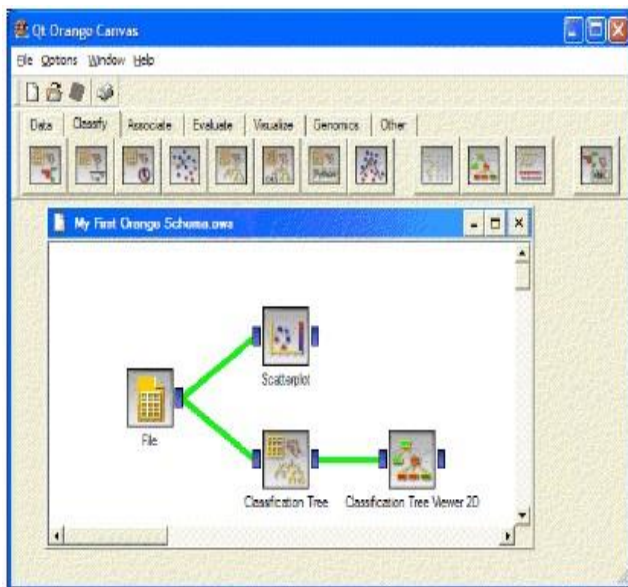 Qt Orange Canvas
File Options Window Help
Data Classify Associate Evaluate Visualize Genomics Other
Python
My First Orange Schema.ows
Scatterplot
File
Classification Tree Classification Tree Viewer 2D